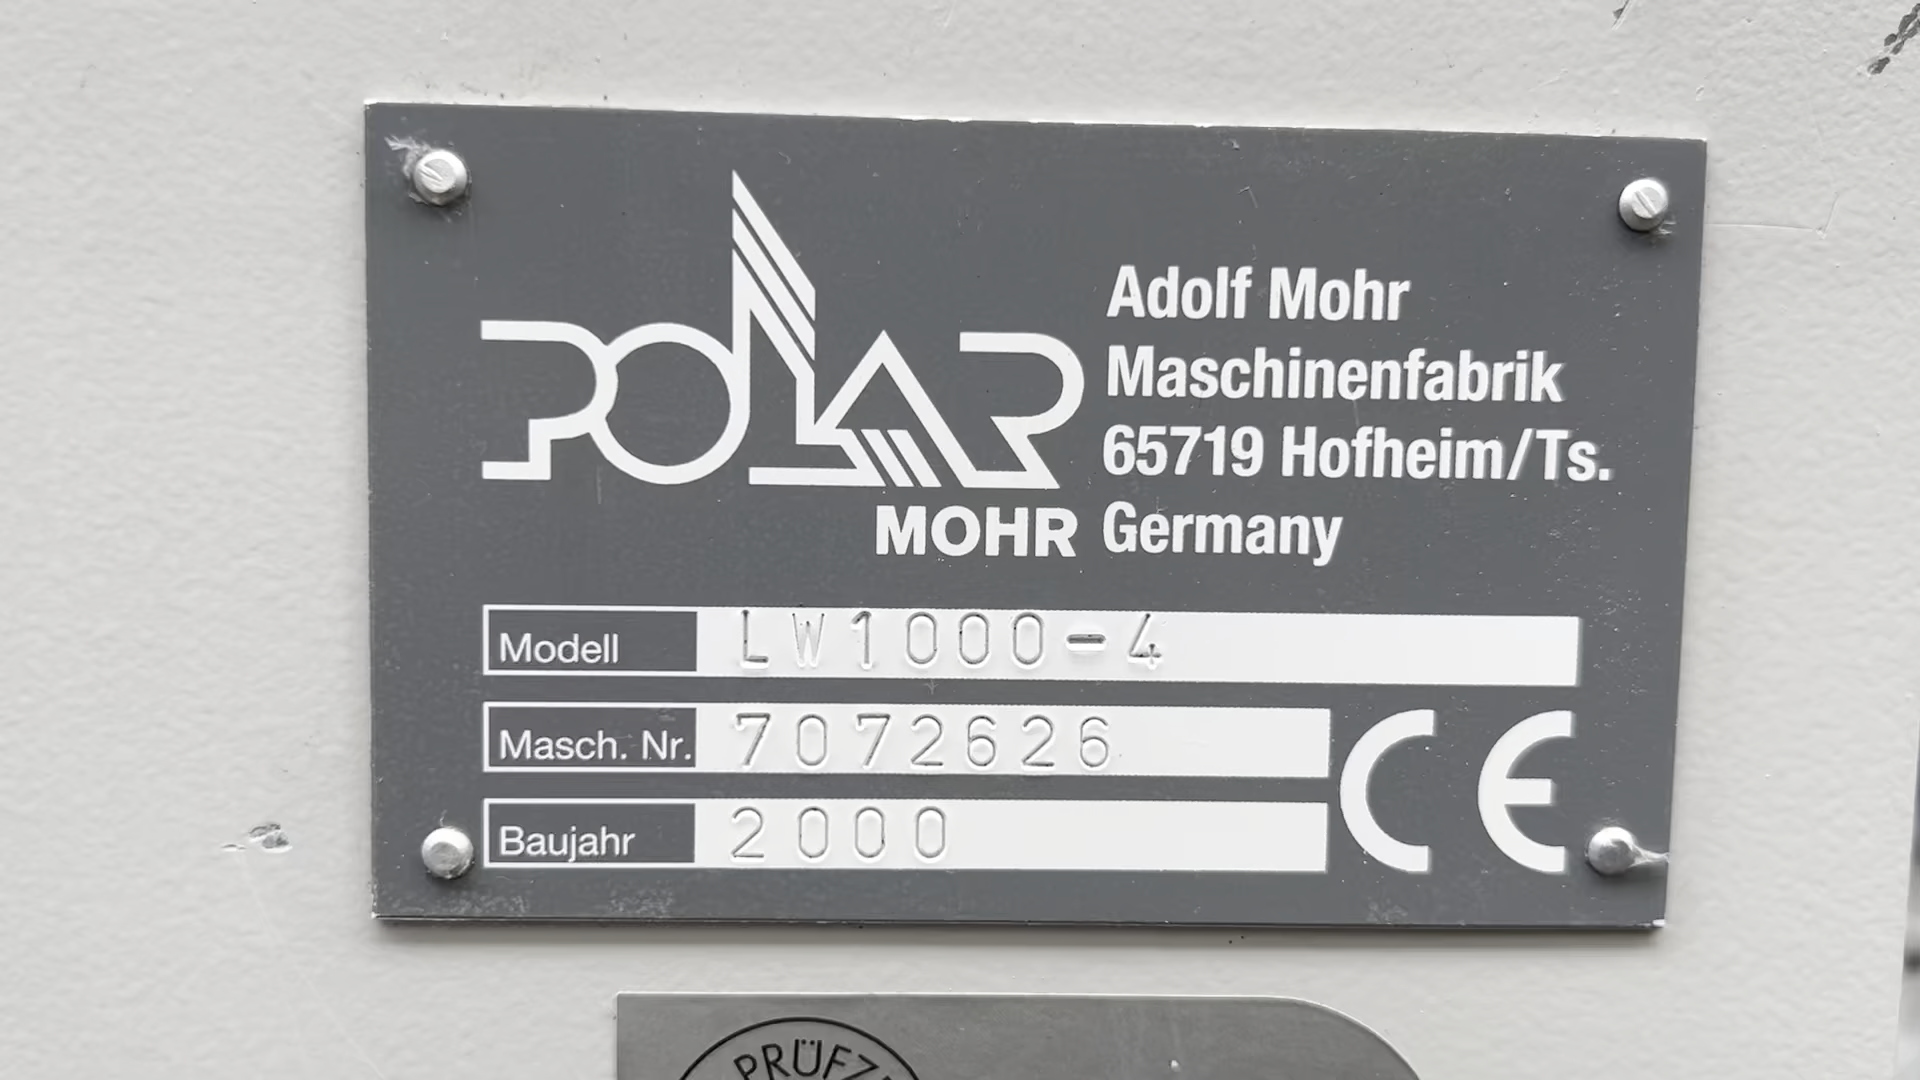 POLAR
MOHR
Adolf Mohr
Maschinenfabrik
65719 Hofheim/Ts.
Germany
Modell LW1000-4
Masch. Nr. 7072626
Baujahr 2000
CE